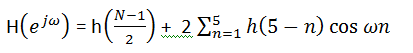 H(e^{jω}) = h((N−1)/2) + 2 ∑_{n=1}^{5} h(5 − n) cos ωn